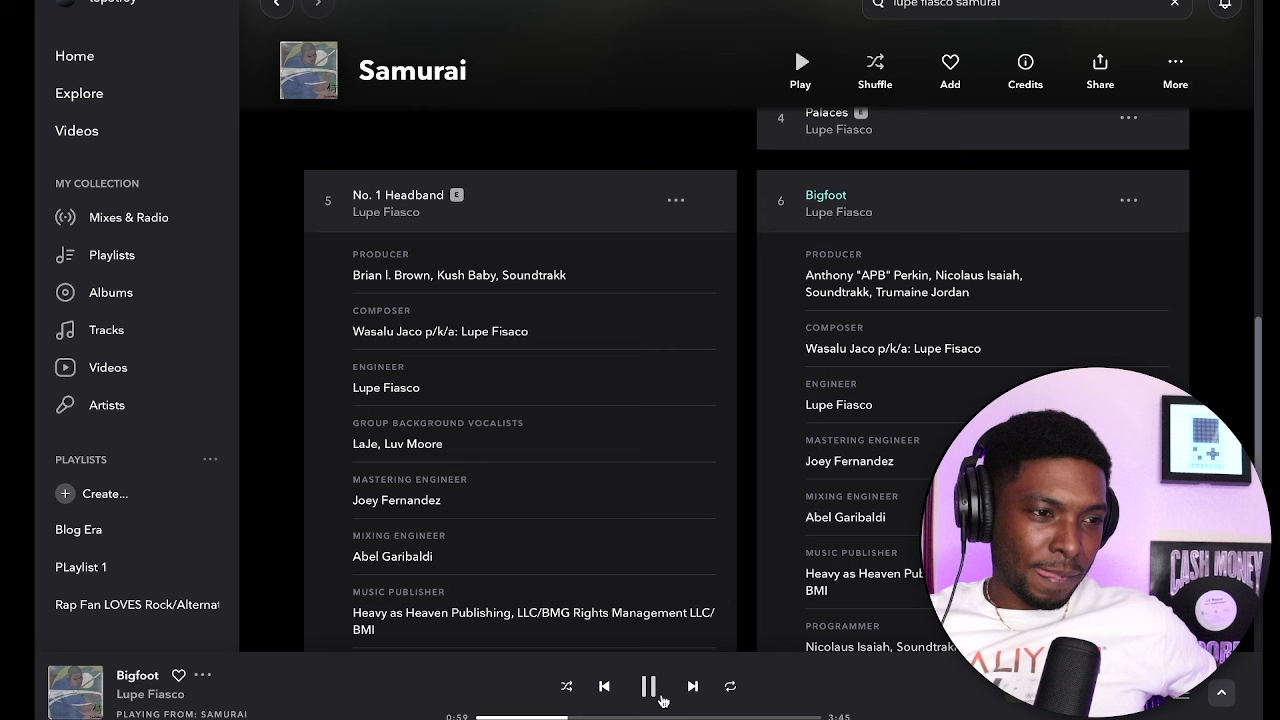 lupe fiasco samurai
Home
Explore
Videos
MY COLLECTION
Mixes & Radio
Playlists
Albums
Tracks
Videos
Artists
PLAYLISTS
Create...
Blog Era
Playlist 1
Rap Fan LOVES Rock/Alternat
Samurai
Play
Shuffle
Add
Credits
Share
More
4 Palaces E
Lupe Fiasco
5 No. 1 Headband E
Lupe Fiasco
PRODUCER
Brian I. Brown, Kush Baby, Soundtrakk
COMPOSER
Wasalu Jaco p/k/a: Lupe Fisaco
ENGINEER
Lupe Fiasco
GROUP BACKGROUND VOCALISTS
LaJe, Luv Moore
MASTERING ENGINEER
Joey Fernandez
MIXING ENGINEER
Abel Garibaldi
MUSIC PUBLISHER
Heavy as Heaven Publishing, LLC/BMG Rights Management LLC/
BMI
6 Bigfoot
Lupe Fiasco
PRODUCER
Anthony "APB" Perkin, Nicolaus Isaiah,
Soundtrakk, Trumaine Jordan
COMPOSER
Wasalu Jaco p/k/a: Lupe Fisaco
ENGINEER
Lupe Fiasco
MASTERING ENGINEER
Joey Fernandez
MIXING ENGINEER
Abel Garibaldi
MUSIC PUBLISHER
Heavy as Heaven Pub
BMI
PROGRAMMER
Nicolaus Isaiah, Soundtrak
CASH MONEY
ALIY
Bigfoot
Lupe Fiasco
PLAYING FROM: SAMURAI
0:59
3:45